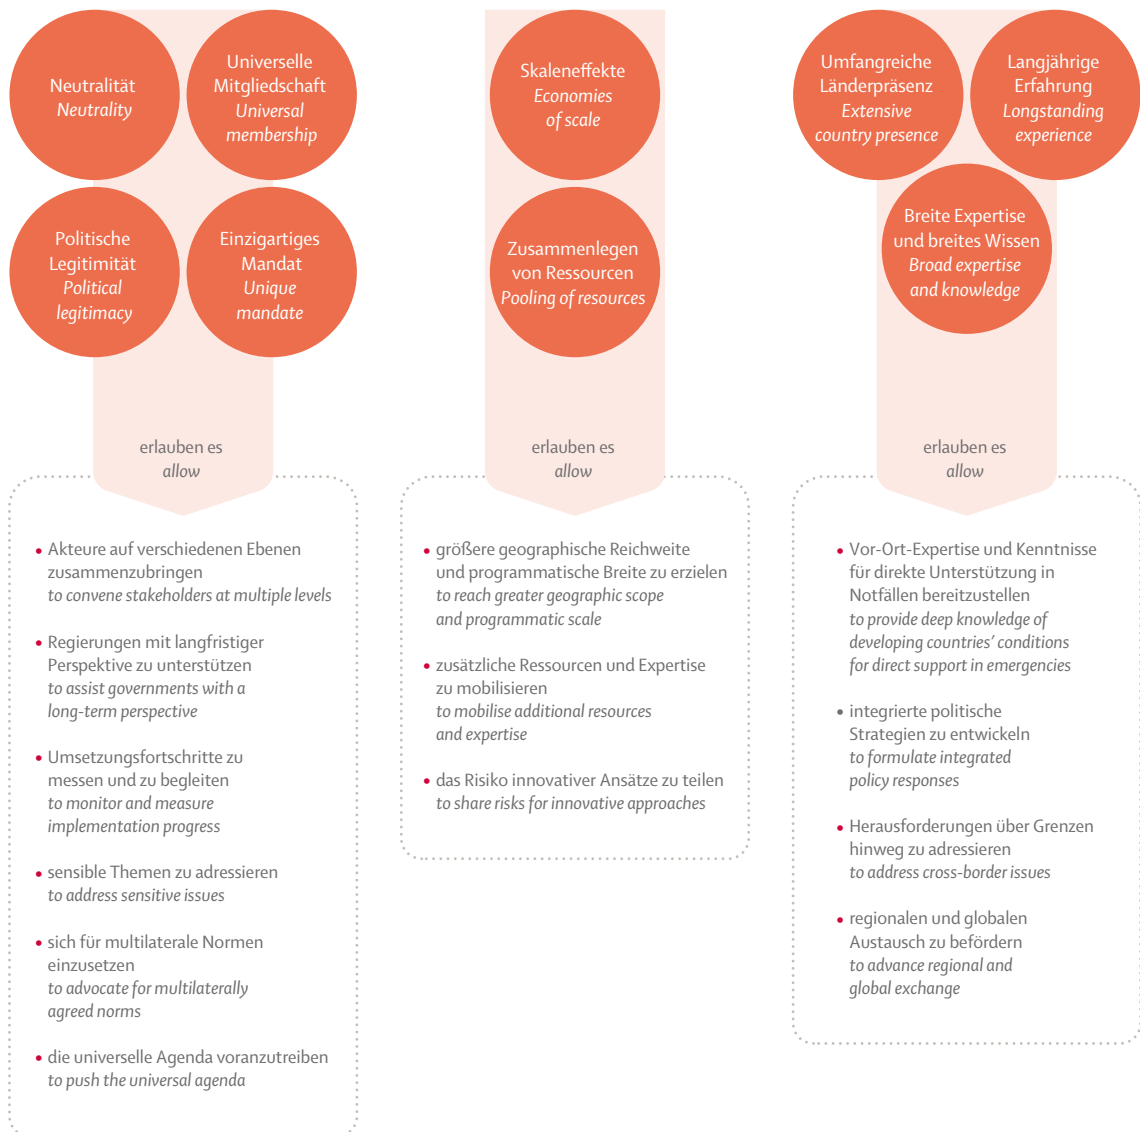 Neutralität
Neutrality
Universelle
Mitgliedschaft
Universal
membership
Politische
Legitimität
Political
legitimacy
Einzigartiges
Mandat
Unique
mandate
erlauben es
allow
• Akteure auf verschiedenen Ebenen
zusammenzubringen
to convene stakeholders at multiple levels
• Regierungen mit langfristiger
Perspektive zu unterstützen
to assist governments with a
long-term perspective
• Umsetzungsfortschritte zu
messen und zu begleiten
to monitor and measure
implementation progress
• sensible Themen zu adressieren
to address sensitive issues
• sich für multilaterale Normen
einzusetzen
to advocate for multilaterally
agreed norms
• die universelle Agenda voranzutreiben
to push the universal agenda
Skaleneffekte
Economies
of scale
Zusammenlegen
von Ressourcen
Pooling of resources
erlauben es
allow
• größere geographische Reichweite
und programmatische Breite zu erzielen
to reach greater geographic scope
and programmatic scale
• zusätzliche Ressourcen und Expertise
zu mobilisieren
to mobilise additional resources
and expertise
• das Risiko innovativer Ansätze zu teilen
to share risks for innovative approaches
Umfangreiche
Länderpräsenz
Extensive
country presence
Langjährige
Erfahrung
Longstanding
experience
Breite Expertise
und breites Wissen
Broad expertise
and knowledge
erlauben es
allow
• Vor-Ort-Expertise und Kenntnisse
für direkte Unterstützung in
Notfällen bereitzustellen
to provide deep knowledge of
developing countries' conditions
for direct support in emergencies
• integrierte politische
Strategien zu entwickeln
to formulate integrated
policy responses
• Herausforderungen über Grenzen
hinweg zu adressieren
to address cross-border issues
• regionalen und globalen
Austausch zu befördern
to advance regional and
global exchange